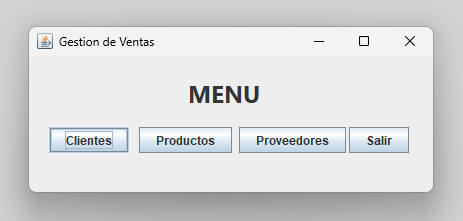 Gestion de Ventas
MENU
Clientes Productos Proveedores Salir